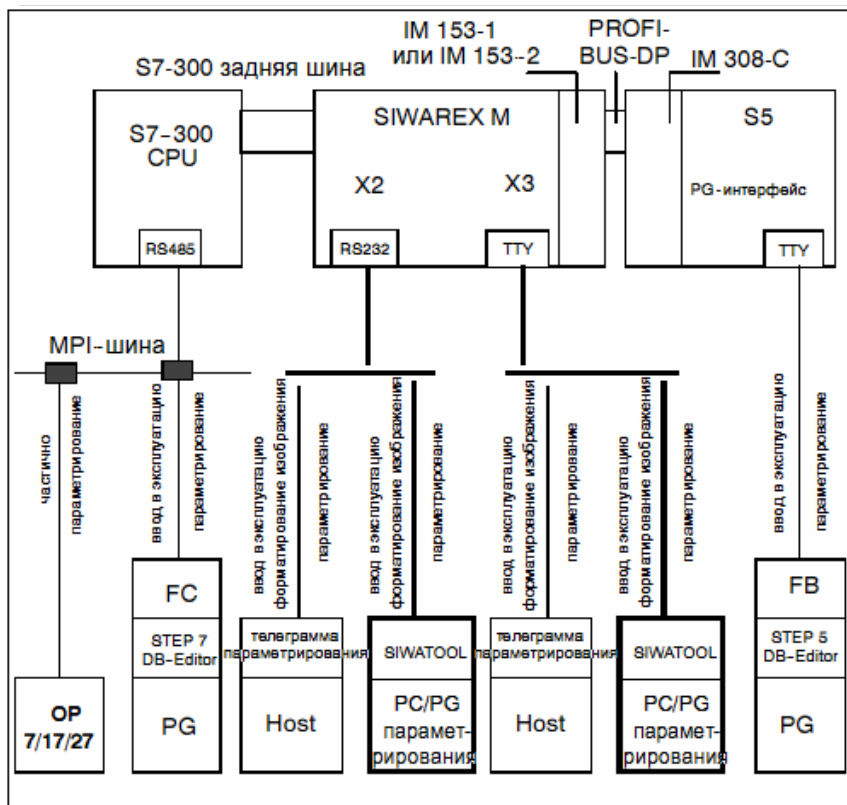 IM 153-1
или IM 153-2
PROFI-
BUS-DP
IM 308-C
S7-300 задняя шина
S7-300
CPU
SIWAREX M
S5
X2
X3
PG-интерфейс
RS485
RS232
TTY
TTY
MPI-шина
частично
параметрирование
ввод в эксплуатацию
параметрирование
ввод в эксплуатацию
форматирование изображения
параметрирование
ввод в эксплуатацию
форматирование изображения
параметрирование
ввод в эксплуатацию
форматирование изображения
параметрирование
ввод в эксплуатацию
форматирование изображения
параметрирование
ввод в эксплуатацию
параметрирование
FC
FB
STEP 7
DB-Editor
телеграмма
параметрирования
SIWATOOL
телеграмма
параметрирования
SIWATOOL
STEP 5
DB-Editor
OP
7/17/27
PG
Host
PC/PG
парамет-
рирования
Host
PC/PG
парамет-
рирования
PG